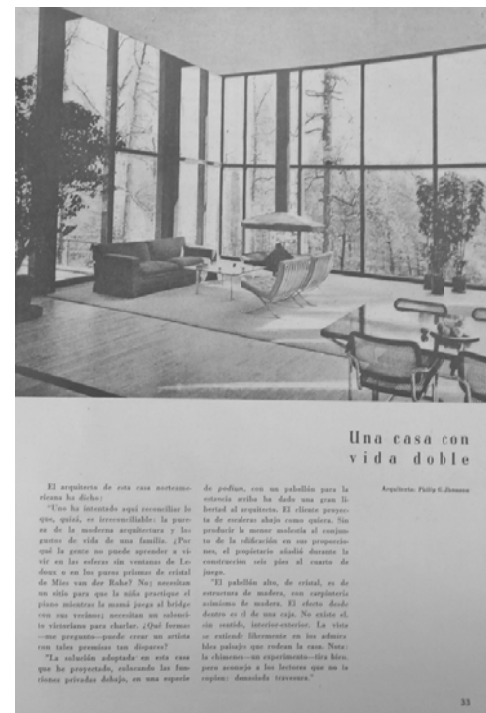 Una casa con
vida doble
Arquitecto: Philip C. Johnson
El arquitecto de esta casa norteame-
ricana ha dicho:
"Uno ha intentado aquí reconciliar lo
que, quizá, es irreconciliable: la pure-
za de la moderna arquitectura y los
gustos de vida de una familia. ¿Por
qué la gente no puede aprender a vi-
vir en las esferas sin ventanas de Le-
doux o en los puros prismas de cristal
de Mies van der Rohe? No; necesitan
un sitio para que la niña practique el
piano mientras la mamá juega al bridge
con sus vecinos; necesitan un saloncí-
to victoriano para charlar. ¿Qué formas
—me pregunto—puede crear un artista
con tales premisas tan dispares?
"La solución adoptada en esta casa
que he proyectado, colocando las fun-
ciones privadas debajo, en una especie
de pódium, con un pabellón para la
estancia arriba ha dado una gran li-
bertad al arquitecto. El cliente proyec-
ta de escaleras abajo como quiera. Sin
producir la menor molestia al conjun-
to de la edificación en sus proporcio-
nes, el propietario añadió durante la
construcción seis pies al cuarto de
juego.
"El pabellón alto, de cristal, es de
estructura de madera, con carpintería
asimismo de madera. El efecto desde
dentro es el de una caja. No existe el,
sin sentido, interior-exterior. La vista
se extiende libremente en los admira-
bles paisajes que rodean la casa. Nota:
la chimenea—un experimento—tira bien,
pero aconsejo a los lectores que no la
copien: demasiada travesura."
33